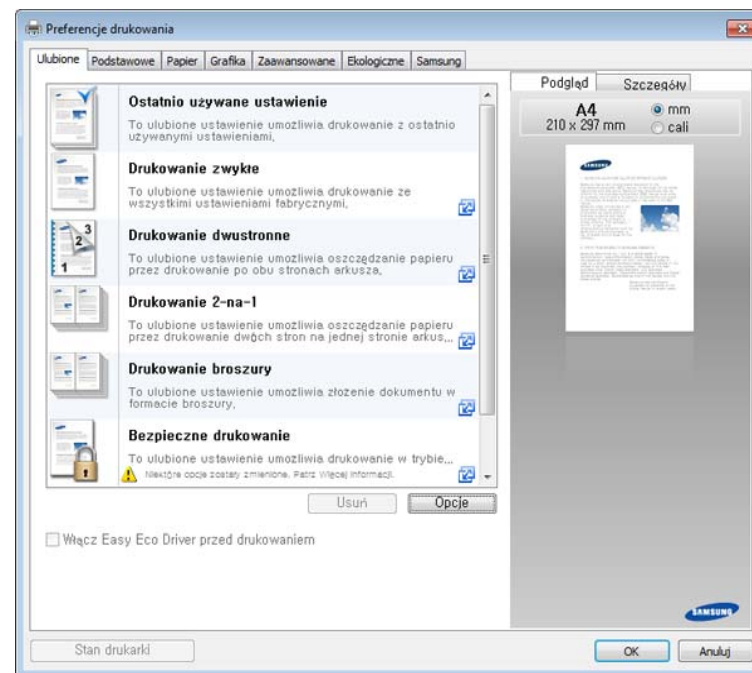 Preferencje drukowania
Ulubione Podstawowe Papier Grafika Zaawansowane Ekologiczne Samsung
Ostatnio używane ustawienie
To ulubione ustawienie umożliwia drukowanie z ostatnio
używanymi ustawieniami,
Drukowanie zwykłe
To ulubione ustawienie umożliwia drukowanie ze
wszystkimi ustawieniami fabrycznymi,
Drukowanie dwustronne
To ulubione ustawienie umożliwia oszczędzanie papieru
przez drukowanie po obu stronach arkusza,
1 2 3
Drukowanie 2-na-1
To ulubione ustawienie umożliwia oszczędzanie papieru
przez drukowanie dwóch stron na jednej stronie arkus,,,
Drukowanie broszury
To ulubione ustawienie umożliwia złożenie dokumentu w
formacie broszury,
Bezpieczne drukowanie
To ulubione ustawienie umożliwia drukowanie w trybie,,,
Niektóre opcje zostały zmienione. Patrz Więcej informacji.
Usuń Opcje
Włącz Easy Eco Driver przed drukowaniem
Podgląd Szczegóły
A4 mm
210 x 297 mm cali
SAMSUNG
SAMSUNG
Stan drukarki OK Anuluj